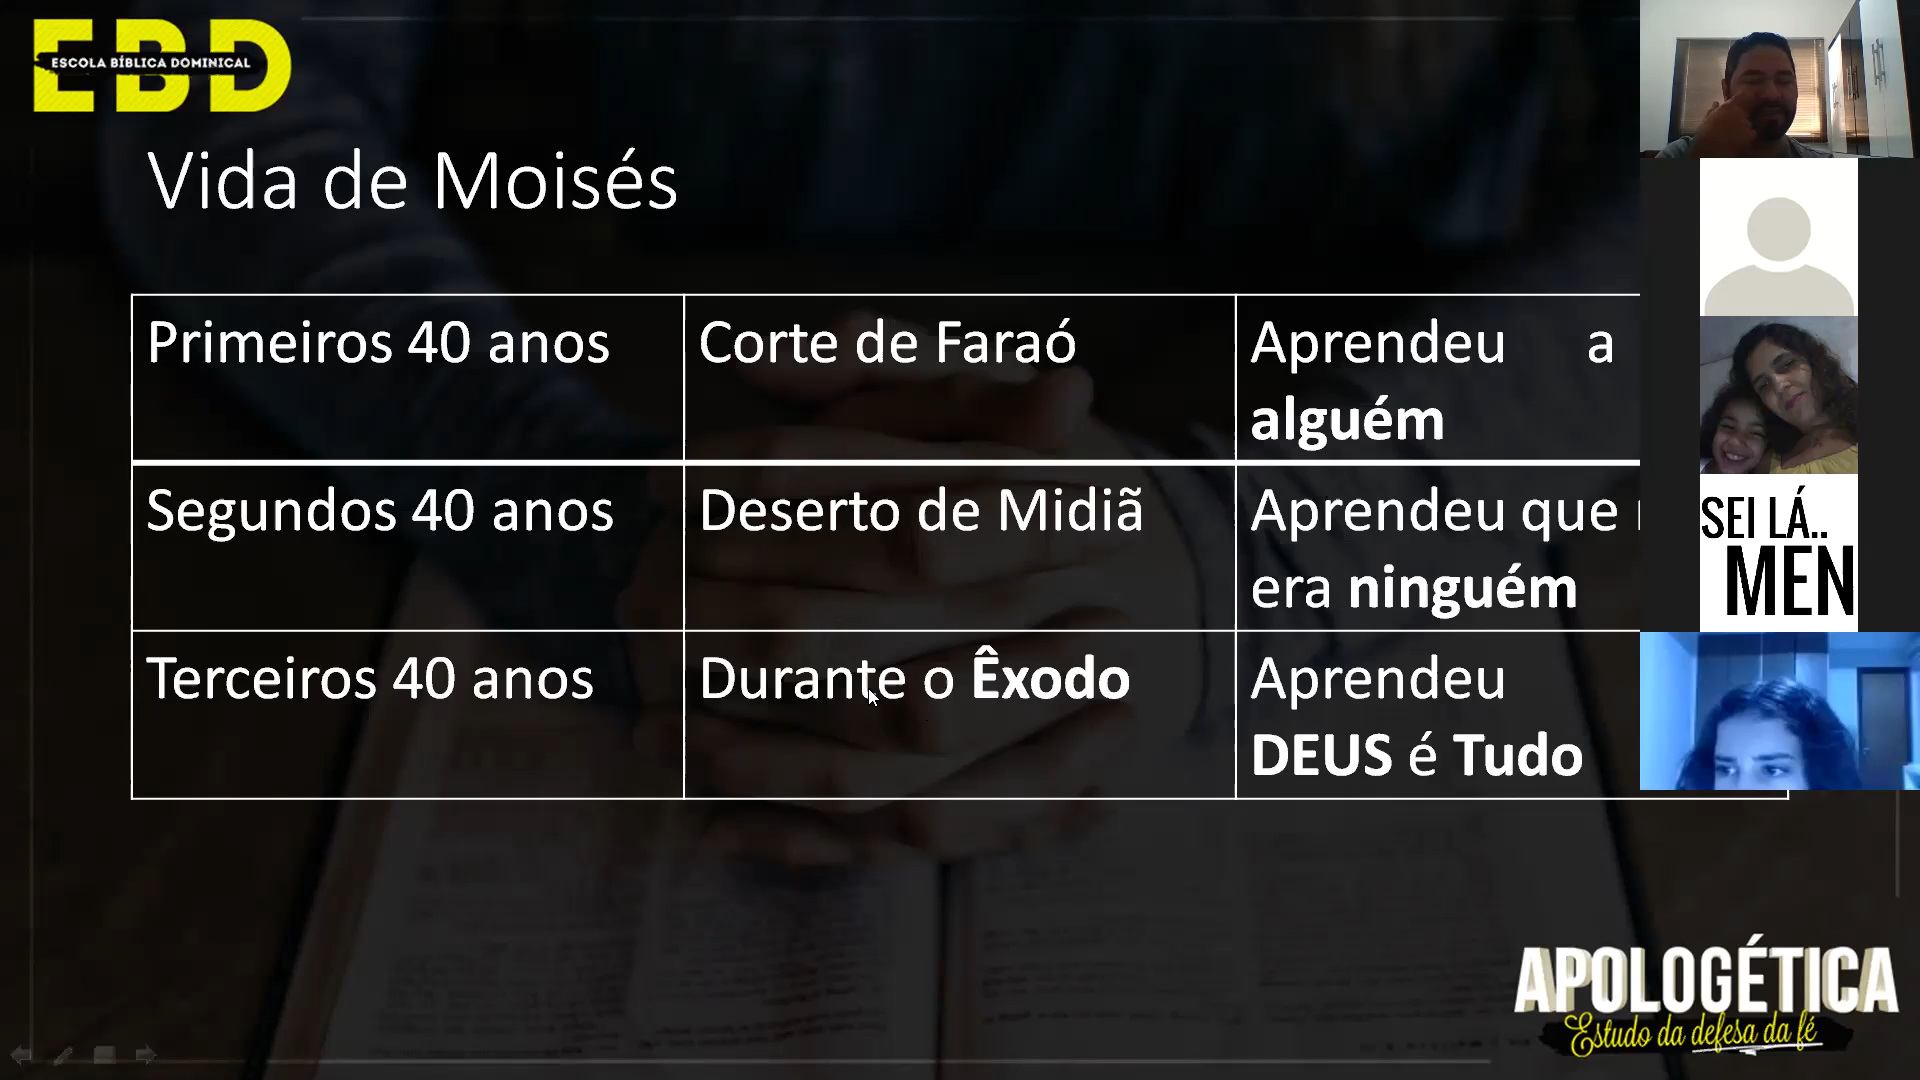 EBD
ESCOLA BÍBLICA DOMINICAL
Vida de Moisés
Primeiros 40 anos
Corte de Faraó
Aprendeu a
alguém
Segundos 40 anos
Deserto de Midiã
Aprendeu que
era ninguém
Terceiros 40 anos
Durante o Êxodo
Aprendeu
DEUS é Tudo
SEI LÁ..
MEN
APOLOGÉTICA
Estudo da defesa da fé